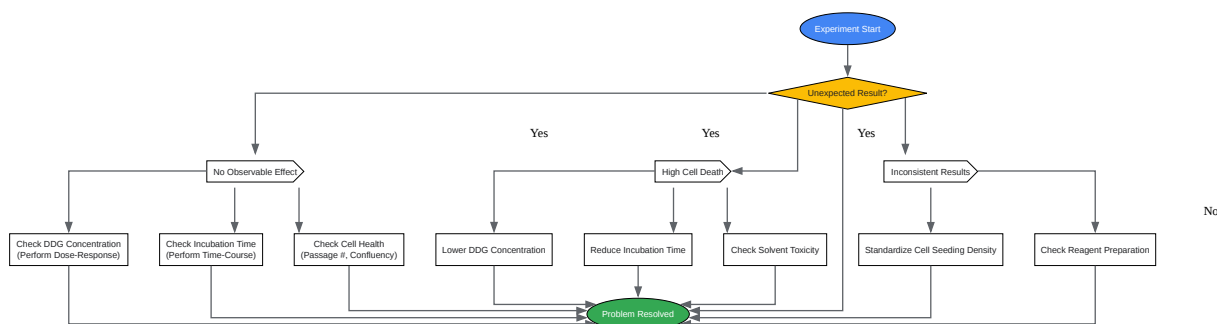 Experiment Start
Unexpected Result?
Yes
Yes
Yes
No Observable Effect
High Cell Death
Inconsistent Results
No
Check DDG Concentration
(Perform Dose-Response)
Check Incubation Time
(Perform Time-Course)
Check Cell Health
(Passage #, Confluency)
Lower DDG Concentration
Reduce Incubation Time
Check Solvent Toxicity
Standardize Cell Seeding Density
Check Reagent Preparation
Problem Resolved